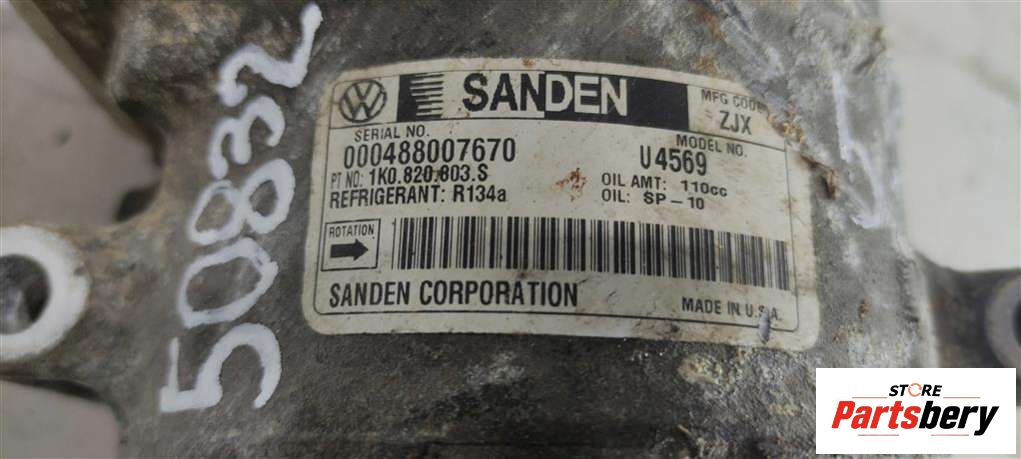 50832
VW SANDEN
MFG CODE
ZJX
SERIAL NO.
000488007670
MODEL NO.
U4569
PT NO: 1K0.820.803.S
OIL AMT: 110cc
REFRIGERANT: R134a
OIL: SP-10
ROTATION
SANDEN CORPORATION
MADE IN U.S.A.
STORE
Partsbery